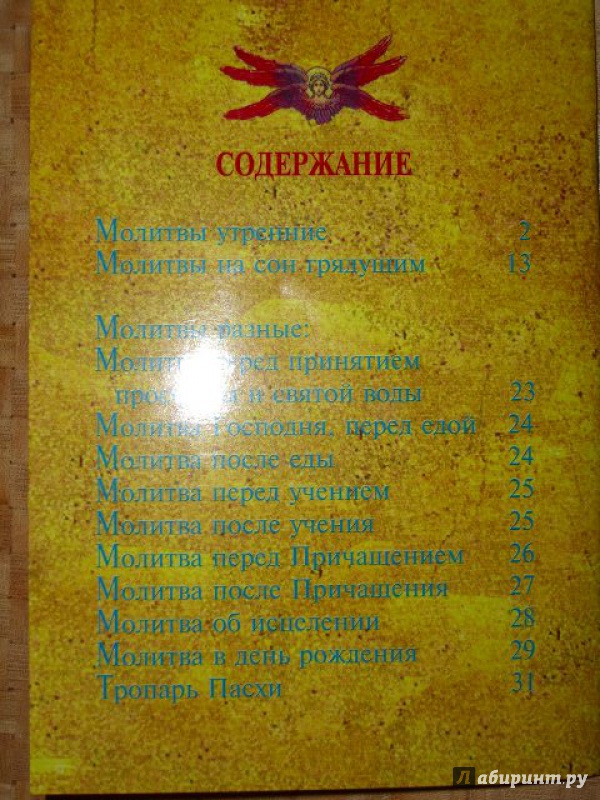 СОДЕРЖАНИЕ
Молитвы утренние 2
Молитвы на сон грядущим 13
Молитвы разные:
Молитва перед принятием
и святой воды 23
Молитва Господня, перед едой 24
Молитва после еды 24
Молитва перед учением 25
Молитва после учения 25
Молитва перед Причащением 26
Молитва после Причащения 27
Молитва об исцелении 28
Молитва в день рождения 29
Тропарь Пасхи 31
Лабиринт.ру